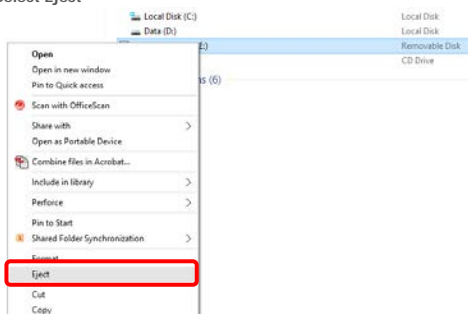 Select Eject
Local Disk (C:) Local Disk
Data (D:) Local Disk
E:) Removable Disk
CD Drive
ns (6)
Open
Open in new window
Pin to Quick access
Scan with OfficeScan
Share with
Open as Portable Device
Combine files in Acrobat...
Include in library
Perforce
Pin to Start
Shared Folder Synchronization
Format...
Eject
Cut
Copy